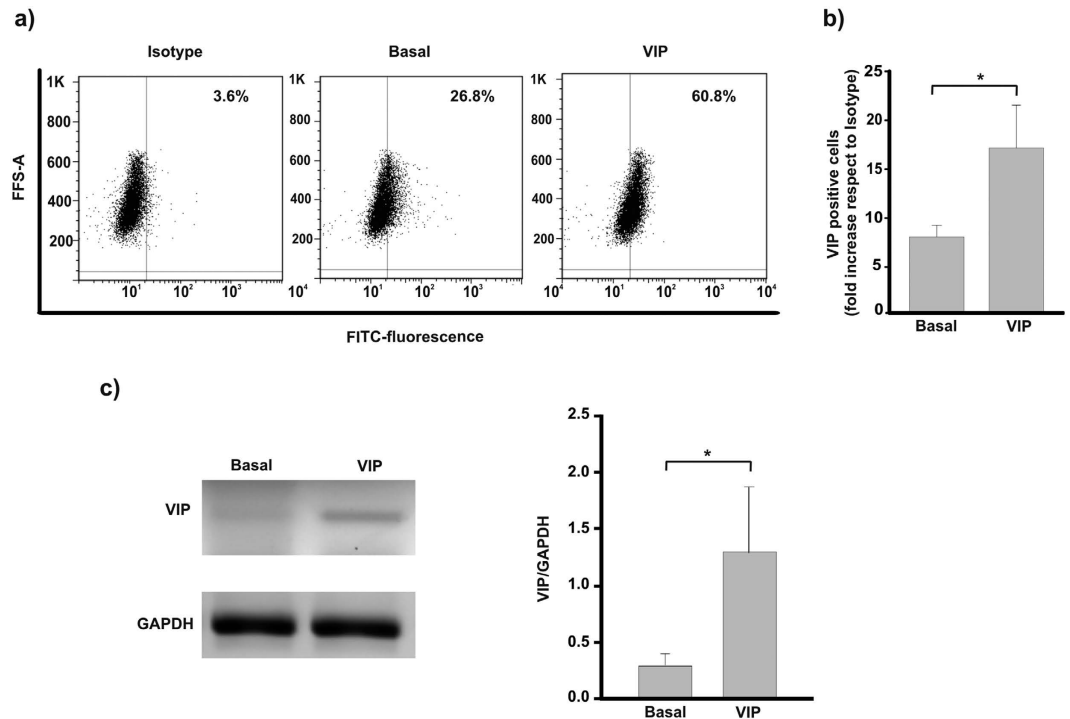 a)
Isotype
Basal
VIP
1K
800
600
400
200
3.6%
10¹ 10² 10³ 10⁴
1K
800
600
400
200
26.8%
10¹ 10² 10³ 10⁴
1K
800
600
400
200
60.8%
10¹ 10² 10³ 10⁴
FFS-A
FITC-fluorescence
b)
VIP positive cells
(fold increase respect to Isotype)
25
20
15
10
5
0
*
Basal VIP
c)
Basal VIP
VIP
GAPDH
VIP/GAPDH
2.5
2.0
1.5
1.0
0.5
0.0
*
Basal VIP